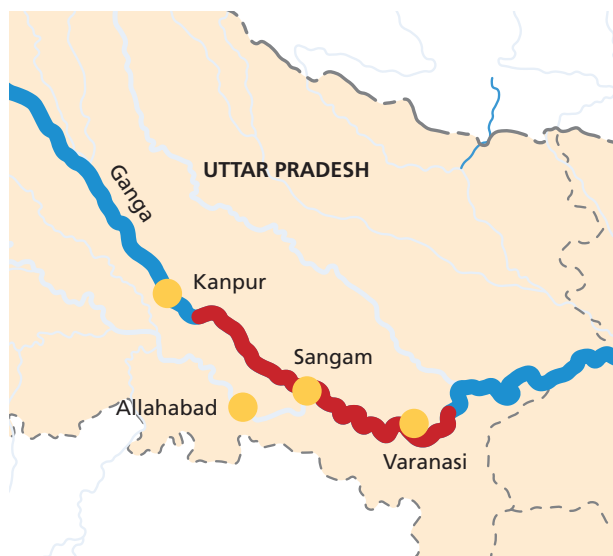 UTTAR PRADESH
Ganga
Kanpur
Sangam
Allahabad
Varanasi